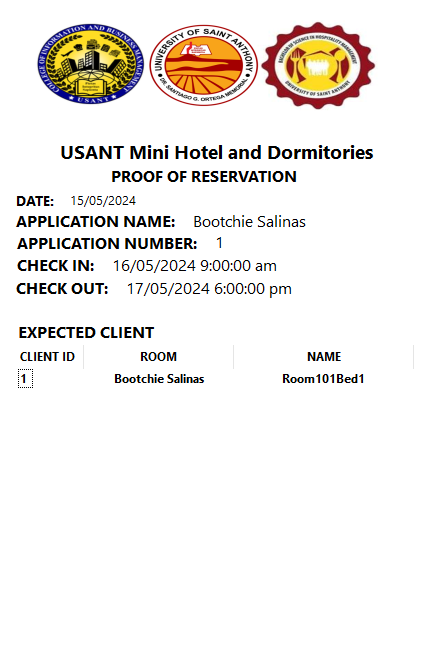 COLLEGE OF INFORMATION AND BUSINESS MANAGEMENT
USANT
UNIVERSITY OF SAINT ANTHONY
DR. SANTIAGO G. ORTEGA MEMORIAL
BACHELOR OF SCIENCE IN HOSPITALITY MANAGEMENT
UNIVERSITY OF SAINT ANTHONY
USANT Mini Hotel and Dormitories
PROOF OF RESERVATION
DATE: 15/05/2024
APPLICATION NAME: Bootchie Salinas
APPLICATION NUMBER: 1
CHECK IN: 16/05/2024 9:00:00 am
CHECK OUT: 17/05/2024 6:00:00 pm
EXPECTED CLIENT
CLIENT ID ROOM NAME
1 Bootchie Salinas Room101Bed1